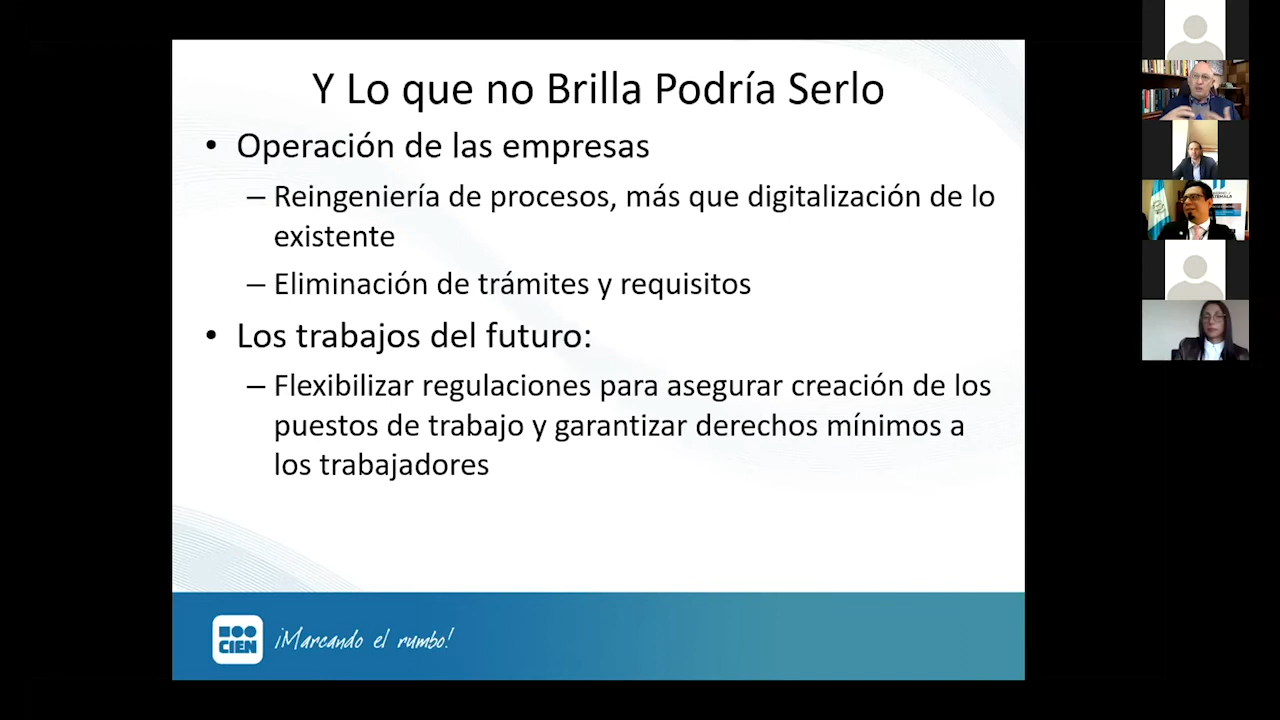 Y Lo que no Brilla Podría Serlo
• Operación de las empresas
– Reingeniería de procesos, más que digitalización de lo
existente
– Eliminación de trámites y requisitos
• Los trabajos del futuro:
– Flexibilizar regulaciones para asegurar creación de los
puestos de trabajo y garantizar derechos mínimos a
los trabajadores
CIEN
¡Marcando el rumbo!